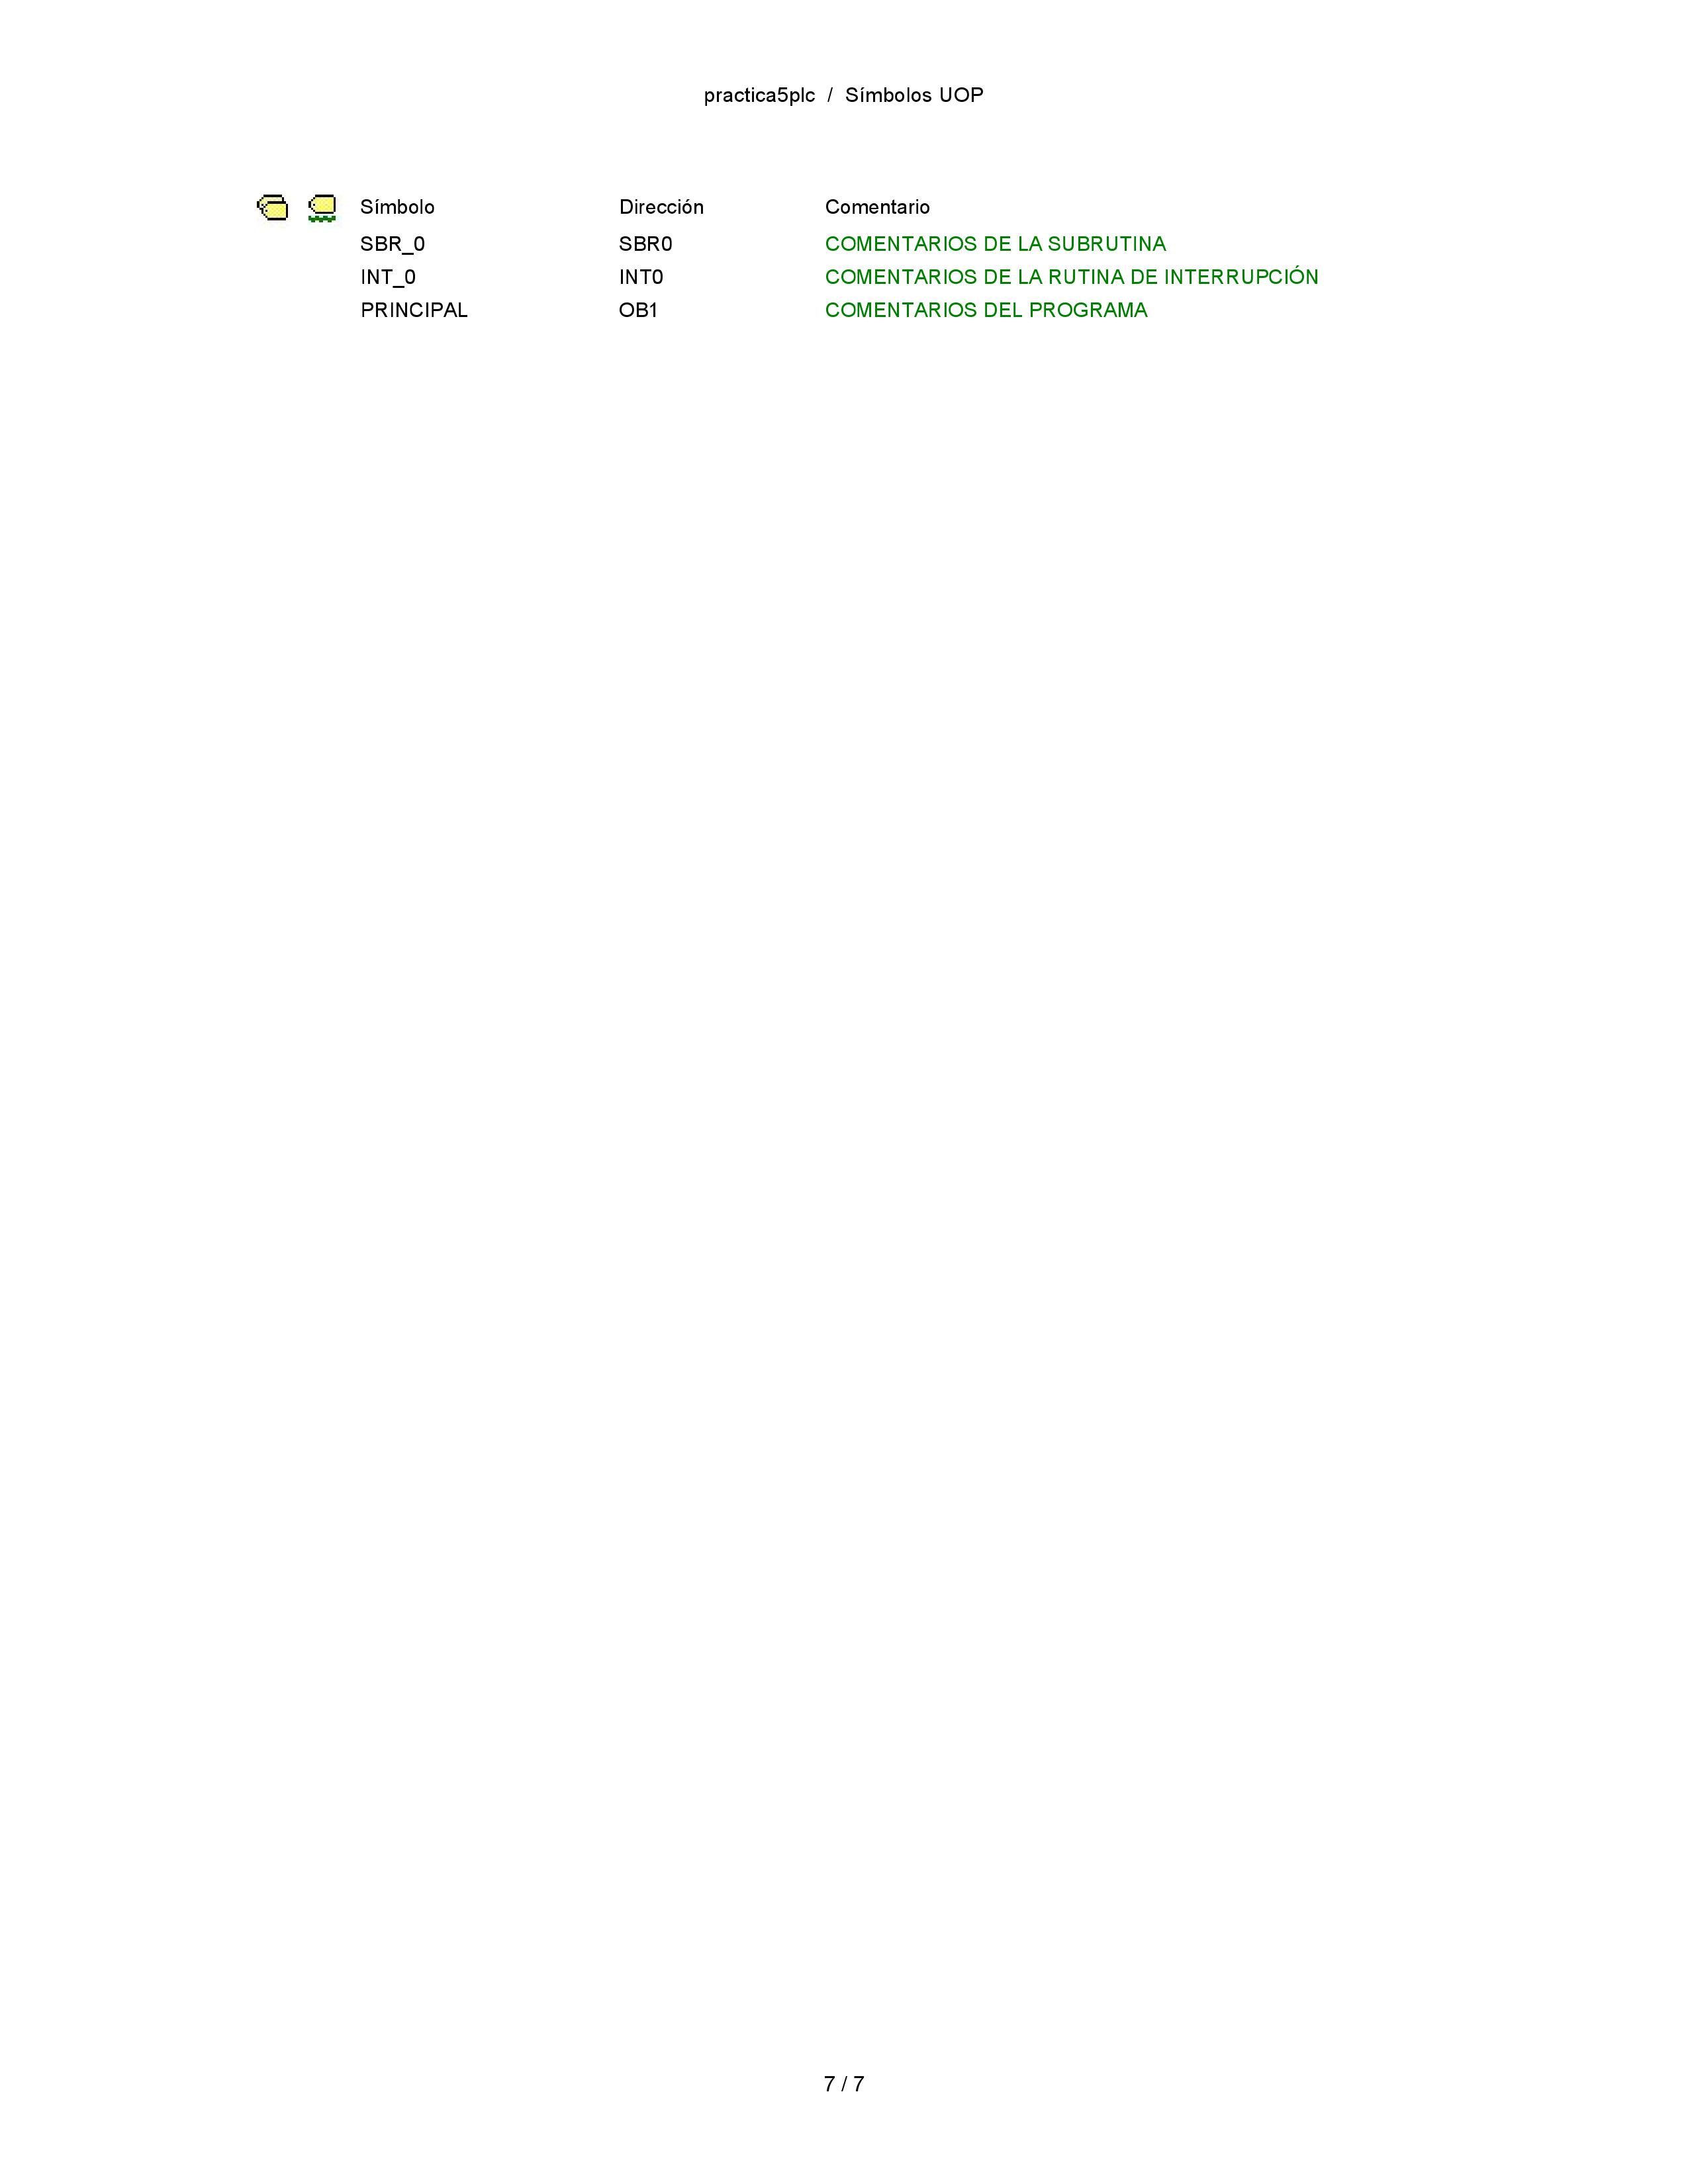 practica5plc / Símbolos UOP
Símbolo Dirección Comentario
SBR_0 SBR0 COMENTARIOS DE LA SUBRUTINA
INT_0 INT0 COMENTARIOS DE LA RUTINA DE INTERRUPCIÓN
PRINCIPAL OB1 COMENTARIOS DEL PROGRAMA
7 / 7